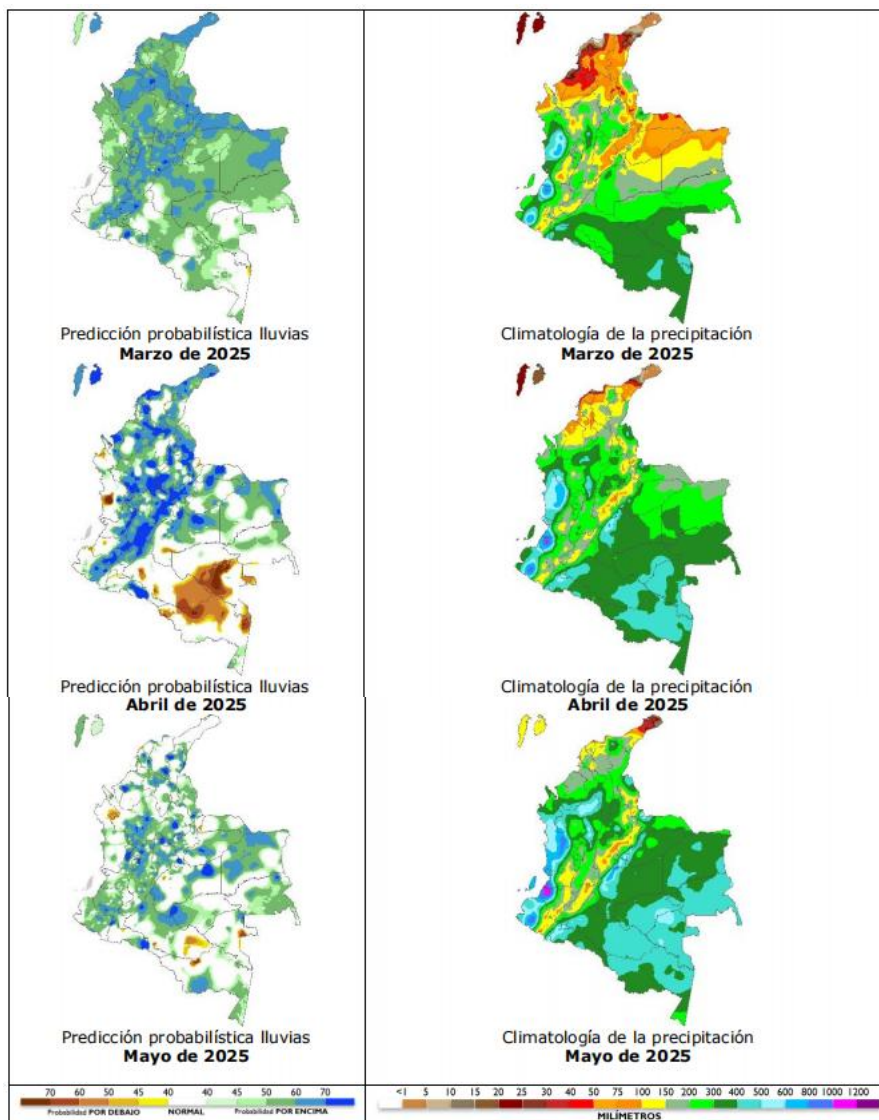 Predicción probabilística lluvias
Marzo de 2025
Climatología de la precipitación
Marzo de 2025
Predicción probabilística lluvias
Abril de 2025
Climatología de la precipitación
Abril de 2025
Predicción probabilística lluvias
Mayo de 2025
Climatología de la precipitación
Mayo de 2025
70 60 50 40 40 45 50 60 70
Probabilidad POR DEBAJO NORMAL Probabilidad POR ENCIMA
<1 5 10 15 20 30 40 50 75 100 150 200 300 400 500 600 800 1000 1200
MILÍMETROS